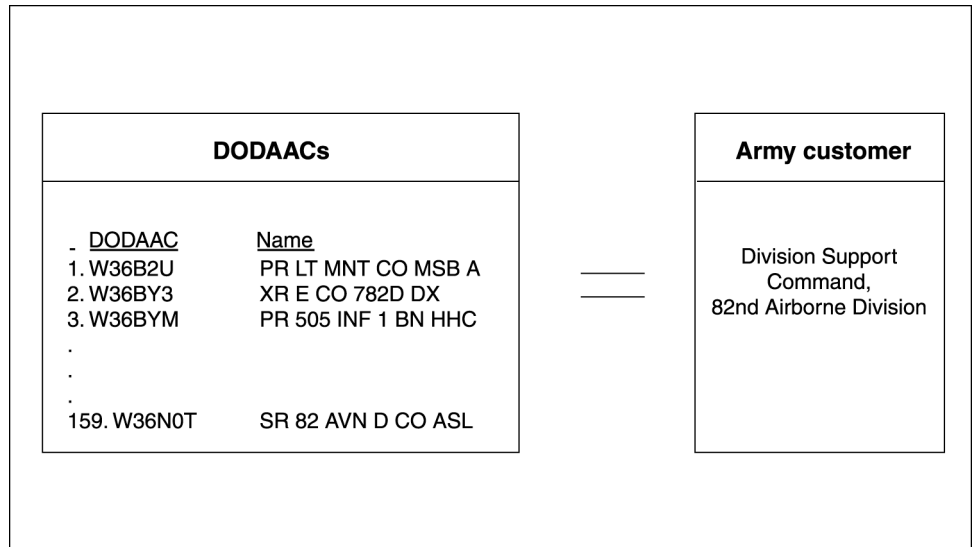 DODAACs
_ DODAAC Name
1. W36B2U PR LT MNT CO MSB A
2. W36BY3 XR E CO 782D DX
3. W36BYM PR 505 INF 1 BN HHC
.
.
.
159. W36N0T SR 82 AVN D CO ASL
Army customer
Division Support
Command,
82nd Airborne Division